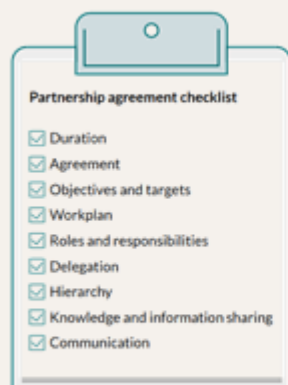 Partnership agreement checklist
Duration
Agreement
Objectives and targets
Workplan
Roles and responsibilities
Delegation
Hierarchy
Knowledge and information sharing
Communication